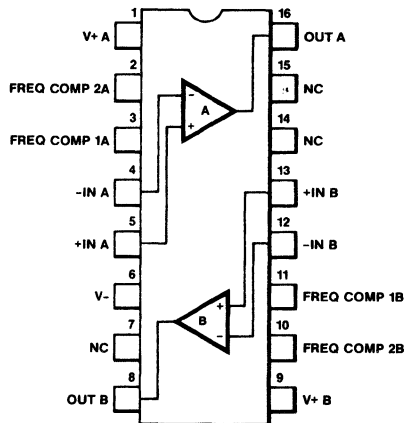 1
V+ A
2
FREQ COMP 2A
3
FREQ COMP 1A
4
–IN A
5
+IN A
6
V–
7
NC
8
OUT B
16
OUT A
15
NC
14
NC
13
+IN B
12
–IN B
11
FREQ COMP 1B
10
FREQ COMP 2B
9
V+ B
–
A
+
+
B
–